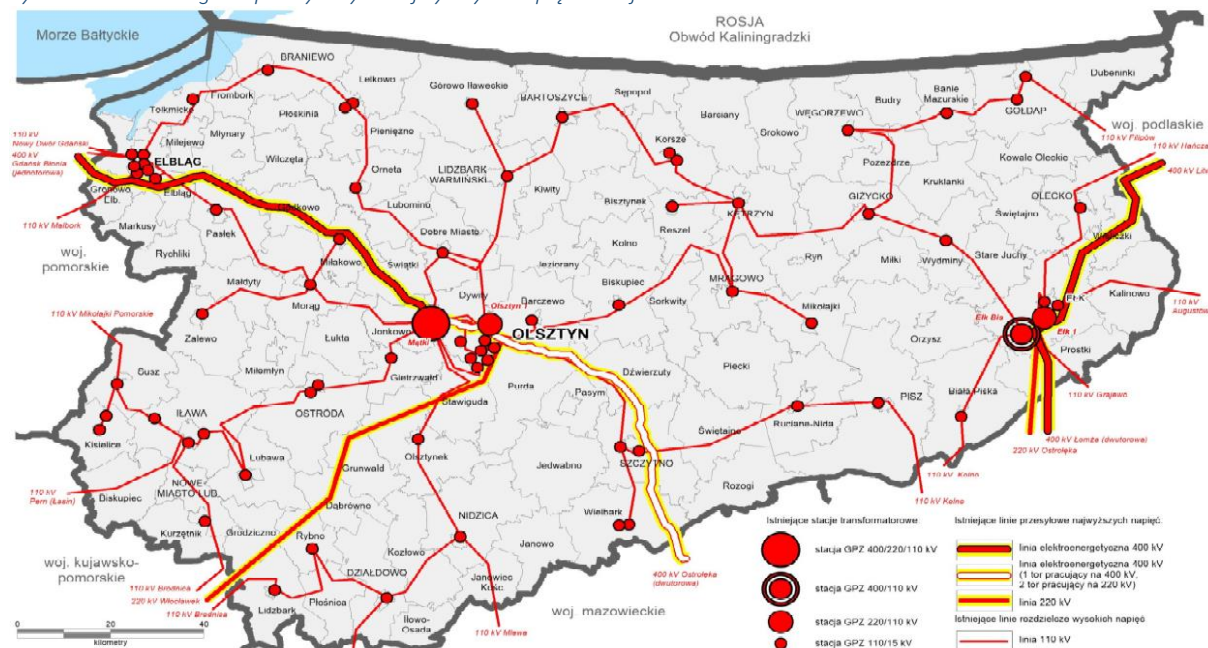 ROSJA
Obwód Kaliningradzki
Morze Bałtyckie
BRANIEWO
Frombork
Tolkmicko
Płoskinia
Lelkowo
Górowo Iławeckie
BARTOSZYCE
Sępopol
Barciany
Srokowo
WĘGORZEWO
Budry
Banie
Mazurskie
GOŁDAP
Dubeninki
woj. podlaskie
110 kV Filipów
110 kV Hańcza
110 kV
Nowy Dwór Gdański
400 kV
Gdańsk Błonia
(jednotorowa)
Milejewo
Młynary
ELBLĄG
Gronowo
Elb.
Elbląg
Wilczęta
Pieniężno
Orneta
LIDZBARK
WARMIŃSKI
Kiwity
Korsze
Bisztynek
Reszel
KĘTRZYN
Pozezdrze
Kruklanki
GIŻYCKO
Kowale Oleckie
OLECKO
Świętajno
110 kV Malbork
Markusy
Rychliki
Pasłęk
Lubomino
Dobre Miasto
Jeziorany
Kolno
Ryn
Miłki
Wydminy
Stare Juchy
woj.
pomorskie
Małdyty
Miłakowo
Świątki
Dywity
Barczewo
Biskupiec
Sorkwity
MRĄGOWO
Mikołajki
Orzysz
EŁK
Kalinowo
110 kV
Augustów
110 kV Mikołajki Pomorskie
Zalewo
Morąg
Łukta
Jonkowo
Mątki
Olsztyn I
OLSZTYN
Ełk Bis
Ełk 1
Prostki
Susz
Miłomłyn
OSTRÓDA
Gietrzwałd
Stawiguda
Purda
Pasym
Dźwierzuty
Piecki
Biała Piska
PISZ
110 kV Grajewo
Kisielice
IŁAWA
Lubawa
Grunwald
Olsztynek
Jedwabno
SZCZYTNO
Świętajno
Ruciane-Nida
Rozogi
400 kV Łomża (dwutorowa)
220 kV Ostrołęka
110 kV Kolno
110 kV Kolno
Biskupiec
NOWE
MIASTO LUB.
Kurzętnik
Grodziczno
Dąbrówno
Rybno
NIDZICA
Wielbark
Janowo
woj. kujawsko-
pomorskie
110 kV Brodnica
220 kV Włocławek
110 kV Brodnica
Lidzbark
Płośnica
DZIAŁDOWO
Kozłowo
Iłowo-
Osada
Janowiec
Kośc.
110 kV Mława
400 kV Ostrołęka
(dwutorowa)
woj. mazowieckie
0 20 40
kilometry
Istniejące stacje transformatorowe
stacja GPZ 400/220/110 kV
stacja GPZ 400/110 kV
stacja GPZ 220/110 kV
stacja GPZ 110/15 kV
Istniejące linie przesyłowe najwyższych napięć
linia elektroenergetyczna 400 kV
linia elektroenergetyczna 400 kV
(1 tor pracujący na 400 kV,
2 tor pracujący na 220 kV)
linia 220 kV
Istniejące linie rozdzielcze wysokich napięć
linia 110 kV